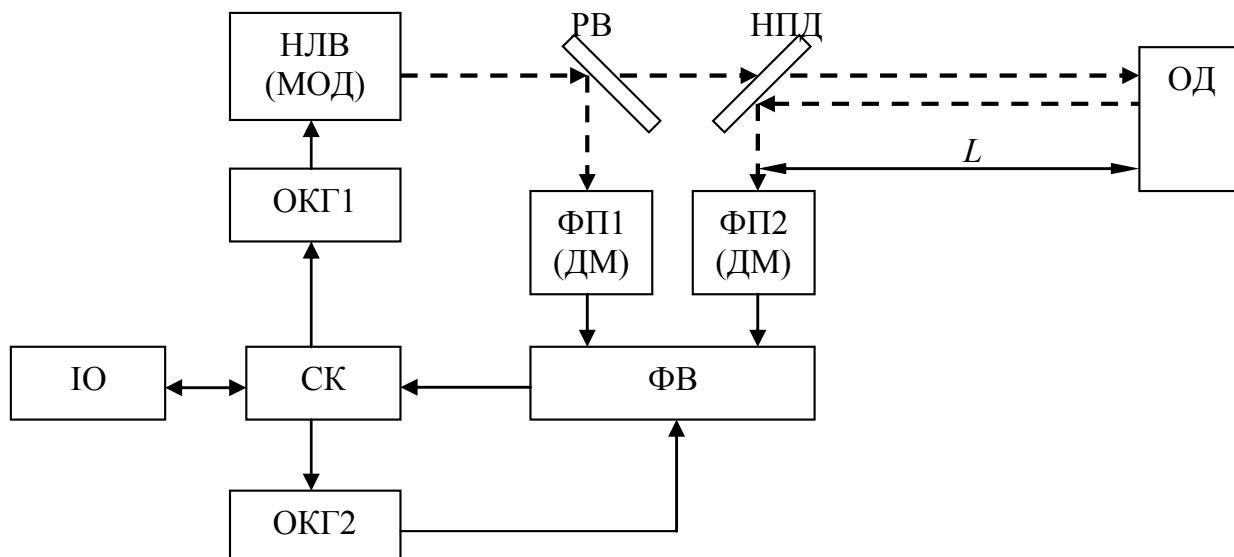 НЛВ
(МОД)
РВ
НПД
ОД
L
ОКГ1
ФП1
(ДМ)
ФП2
(ДМ)
ІО
СК
ФВ
ОКГ2